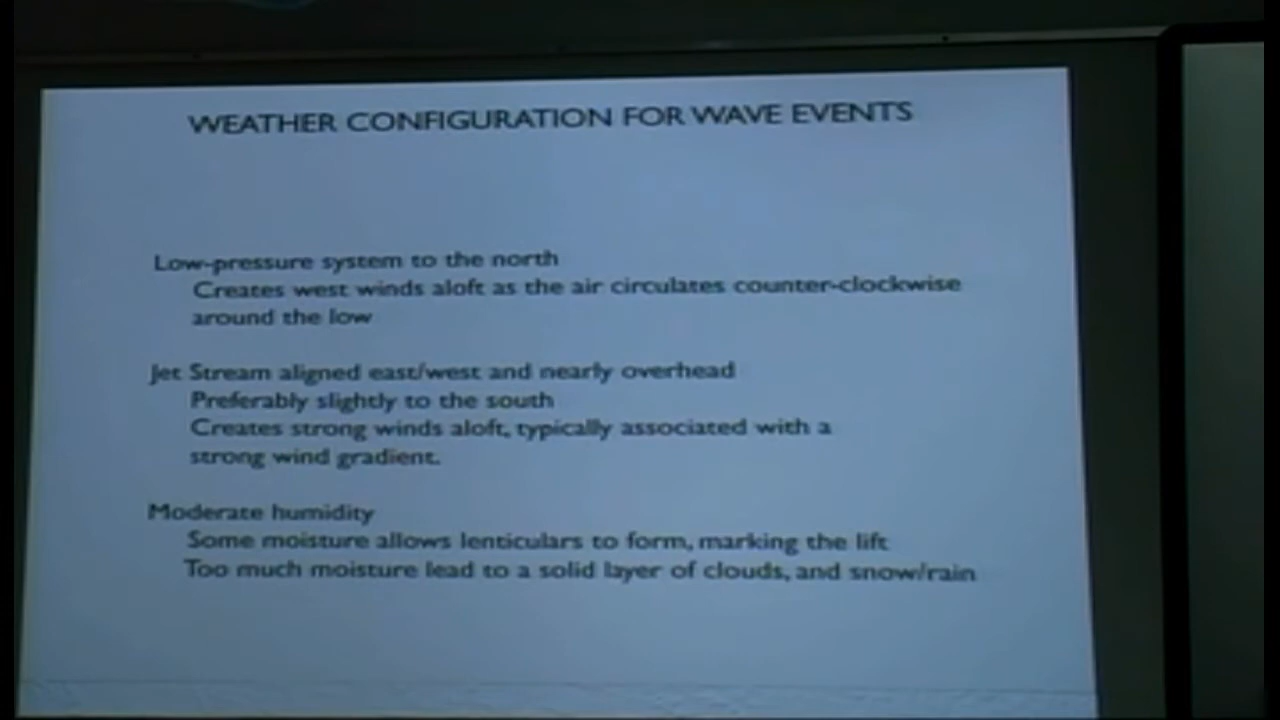 WEATHER CONFIGURATION FOR WAVE EVENTS
Low-pressure system to the north
Creates west winds aloft as the air circulates counter-clockwise
around the low
Jet Stream aligned east/west and nearly overhead
Preferably slightly to the south
Creates strong winds aloft, typically associated with a
strong wind gradient.
Moderate humidity
Some moisture allows lenticulars to form, marking the lift
Too much moisture lead to a solid layer of clouds, and snow/rain